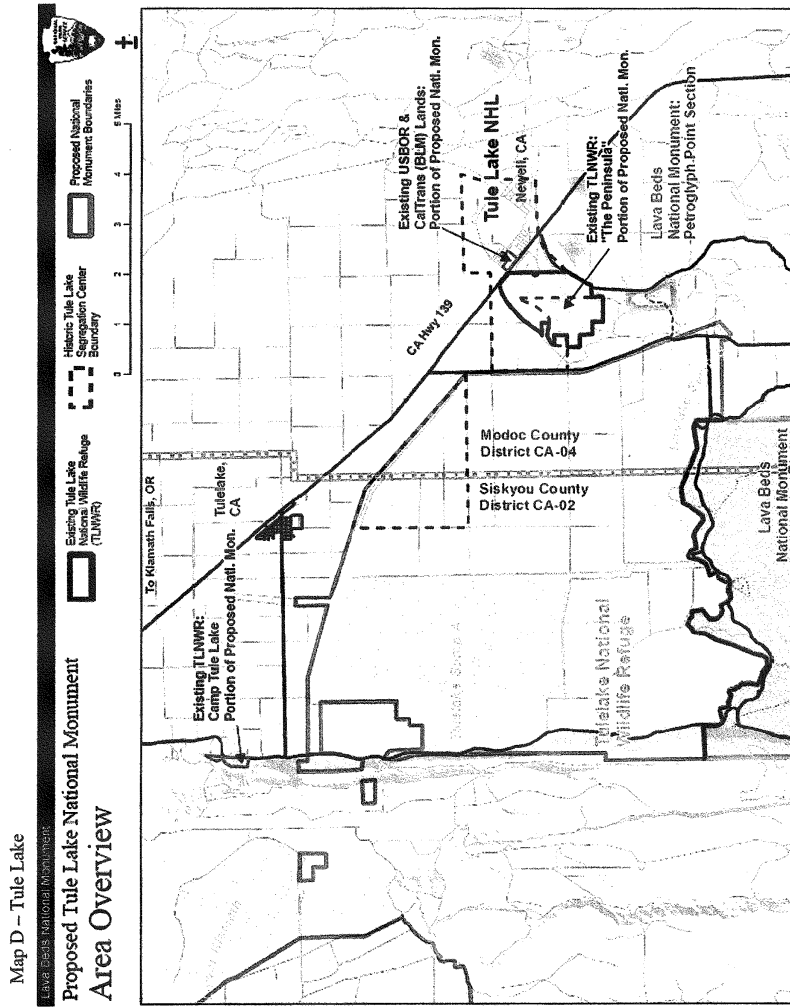 Map D – Tule Lake
Lava Beds National Monument
Proposed Tule Lake National Monument
Area Overview
Existing Tule Lake
National Wildlife Refuge
(TLNWR)
Historic Tule Lake
Segregation Center
Boundary
Proposed National
Monument Boundaries
0 1 2 3 4 5 Miles
To Klamath Falls, OR
Existing TLNWR:
Camp Tule Lake
Portion of Proposed Natl. Mon.
Tulelake,
CA
CA Hwy 139
Existing USBOR &
CalTrans (BLM) Lands:
Portion of Proposed Natl. Mon.
Tule Lake NHL
Newell, CA
Existing TLNWR:
"The Peninsula"
Portion of Proposed Natl. Mon.
Lava Beds
National Monument:
-Petroglyph Point Section
Modoc County
District CA-04
Siskyou County
District CA-02
Tulelake National
Wildlife Refuge
Lava Beds
National Monument